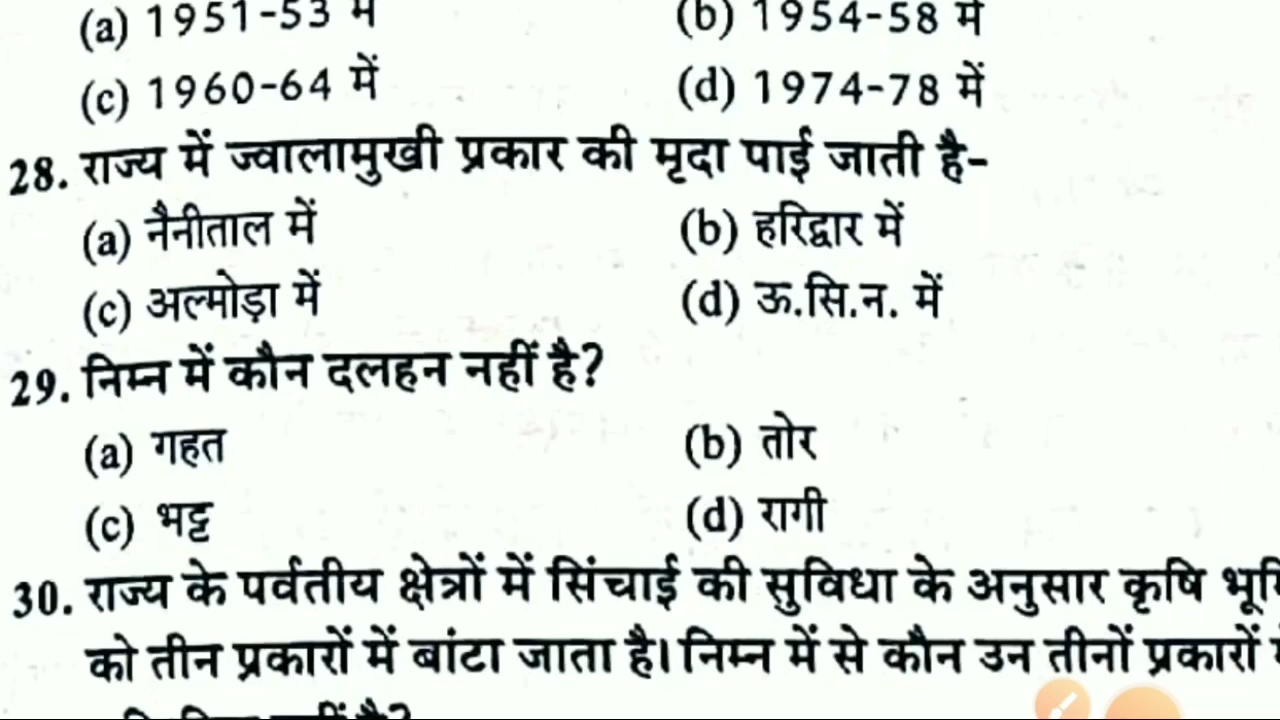 (a) 1951-53 में (b) 1954-58 में
(c) 1960-64 में (d) 1974-78 में
28. राज्य में ज्वालामुखी प्रकार की मृदा पाई जाती है-
(a) नैनीताल में (b) हरिद्वार में
(c) अल्मोड़ा में (d) ऊ.सि.न. में
29. निम्न में कौन दलहन नहीं है?
(a) गहत (b) तोर
(c) भट्ट (d) रागी
30. राज्य के पर्वतीय क्षेत्रों में सिंचाई की सुविधा के अनुसार कृषि
को तीन प्रकारों में बांटा जाता है। निम्न में से कौन उन तीनों प्रकारों
नहीं है?